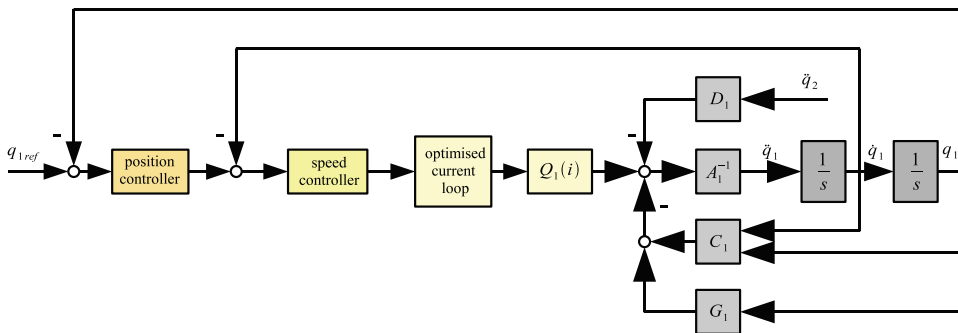 q̈₂
D₁
-
-
-
q₁ref
position
controller
speed
controller
optimised
current
loop
Q₁(i)
A₁⁻¹
q̈₁
1
s
q̇₁
1
s
q₁
-
C₁
G₁